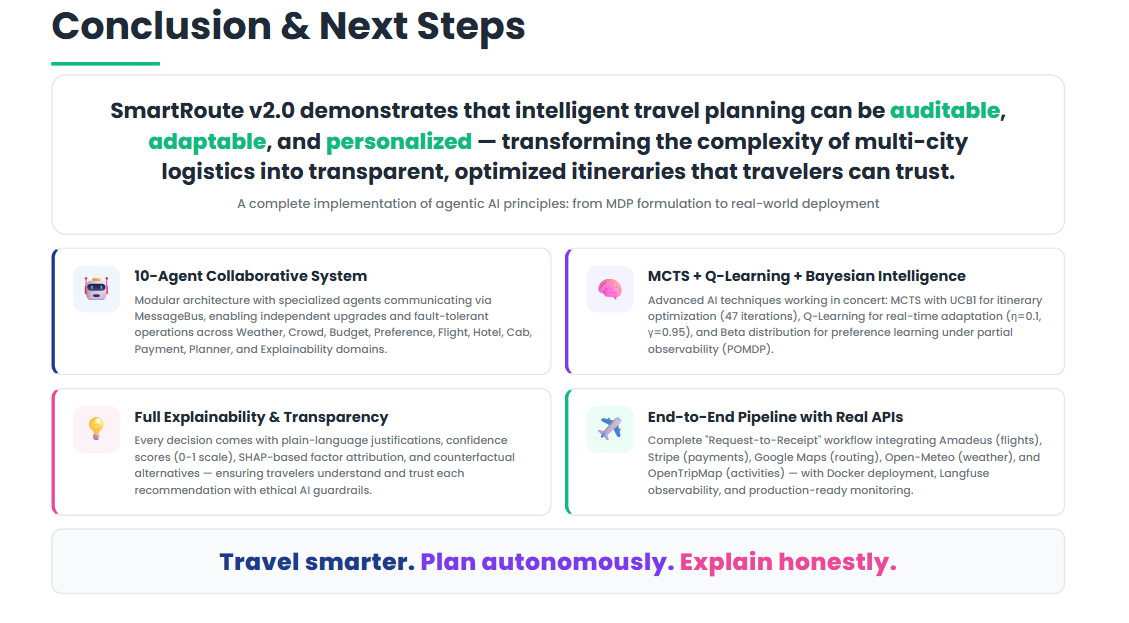 Conclusion & Next Steps
SmartRoute v2.0 demonstrates that intelligent travel planning can be auditable,
adaptable, and personalized — transforming the complexity of multi-city
logistics into transparent, optimized itineraries that travelers can trust.
A complete implementation of agentic AI principles: from MDP formulation to real-world deployment
10-Agent Collaborative System
Modular architecture with specialized agents communicating via
MessageBus, enabling independent upgrades and fault-tolerant
operations across Weather, Crowd, Budget, Preference, Flight, Hotel, Cab,
Payment, Planner, and Explainability domains.
MCTS + Q-Learning + Bayesian Intelligence
Advanced AI techniques working in concert: MCTS with UCB1 for itinerary
optimization (47 iterations), Q-Learning for real-time adaptation (η=0.1,
γ=0.95), and Beta distribution for preference learning under partial
observability (POMDP).
Full Explainability & Transparency
Every decision comes with plain-language justifications, confidence
scores (0-1 scale), SHAP-based factor attribution, and counterfactual
alternatives — ensuring travelers understand and trust each
recommendation with ethical AI guardrails.
End-to-End Pipeline with Real APIs
Complete "Request-to-Receipt" workflow integrating Amadeus (flights),
Stripe (payments), Google Maps (routing), Open-Meteo (weather), and
OpenTripMap (activities) — with Docker deployment, Langfuse
observability, and production-ready monitoring.
Travel smarter. Plan autonomously. Explain honestly.